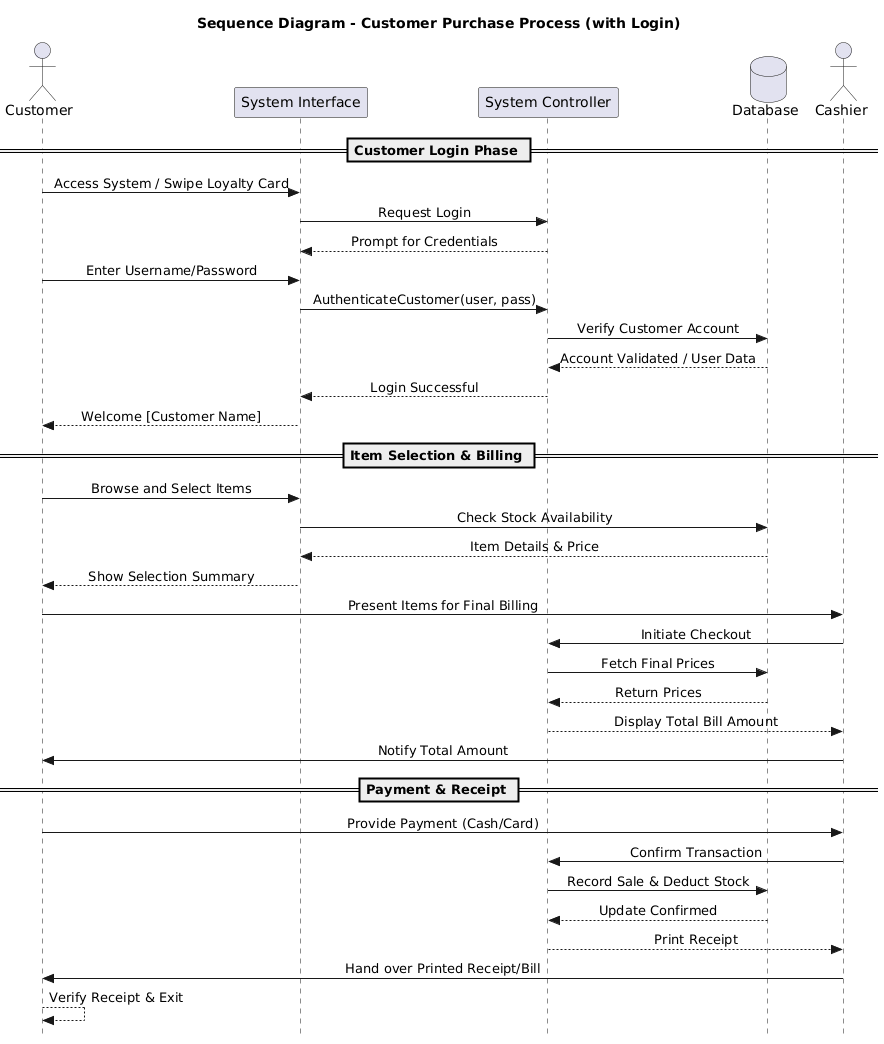 Sequence Diagram - Customer Purchase Process (with Login)
Customer
System Interface
System Controller
Database
Cashier
Customer Login Phase
Access System / Swipe Loyalty Card
Request Login
Prompt for Credentials
Enter Username/Password
AuthenticateCustomer(user, pass)
Verify Customer Account
Account Validated / User Data
Login Successful
Welcome [Customer Name]
Item Selection & Billing
Browse and Select Items
Check Stock Availability
Item Details & Price
Show Selection Summary
Present Items for Final Billing
Initiate Checkout
Fetch Final Prices
Return Prices
Display Total Bill Amount
Notify Total Amount
Payment & Receipt
Provide Payment (Cash/Card)
Confirm Transaction
Record Sale & Deduct Stock
Update Confirmed
Print Receipt
Hand over Printed Receipt/Bill
Verify Receipt & Exit